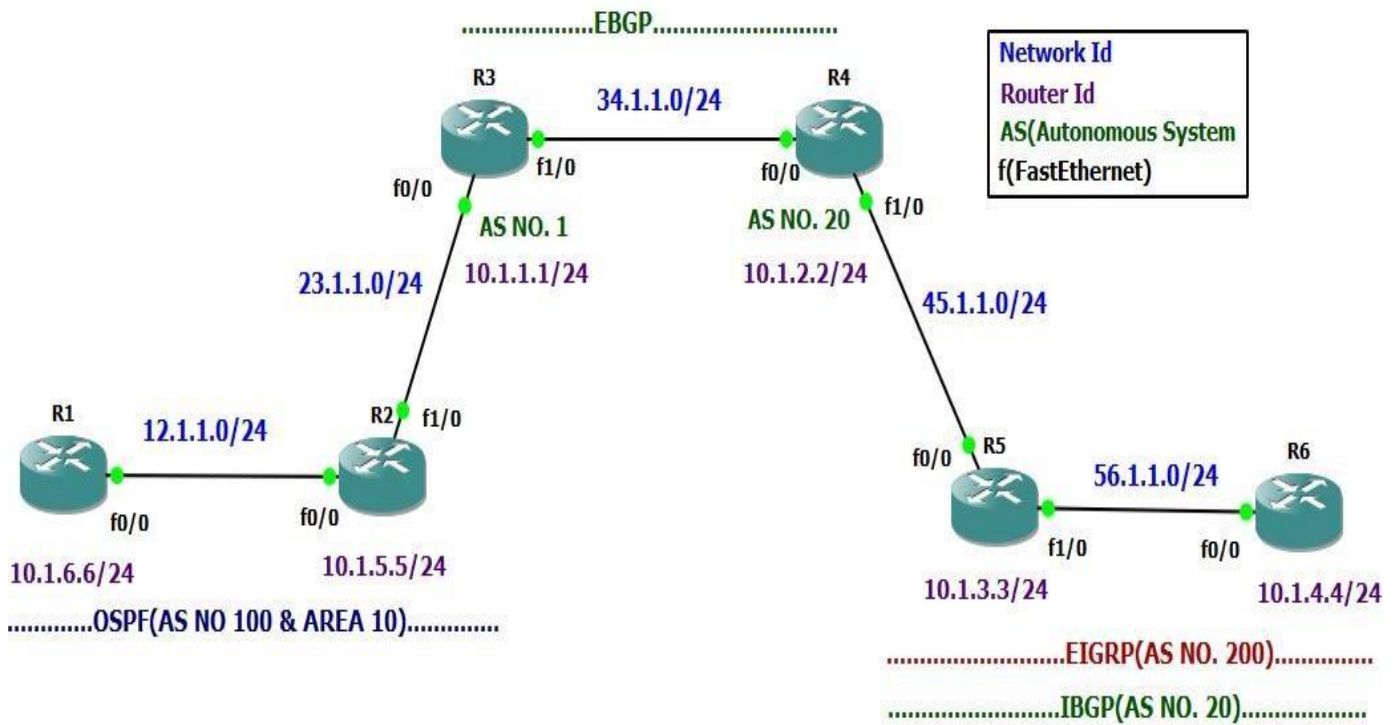 .....................EBGP............................
Network Id
Router Id
AS(Autonomous System
f(FastEthernet)
R3
34.1.1.0/24
R4
f1/0
f0/0
f0/0
f1/0
AS NO. 1
AS NO. 20
23.1.1.0/24
10.1.1.1/24
10.1.2.2/24
45.1.1.0/24
R1
12.1.1.0/24
R2
f1/0
f0/0
R5
56.1.1.0/24
R6
f0/0
f0/0
f1/0
f0/0
10.1.6.6/24
10.1.5.5/24
10.1.3.3/24
10.1.4.4/24
.............OSPF(AS NO 100 & AREA 10)..............
..........................EIGRP(AS NO. 200)...............
..........................IBGP(AS NO. 20)......................